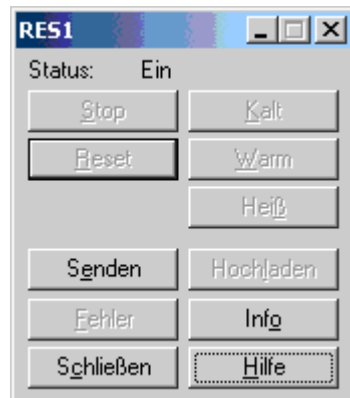 RES1
Status: Ein
Stop Kalt
Reset Warm
Heiß
Senden Hochladen
Fehler Info
Schließen Hilfe